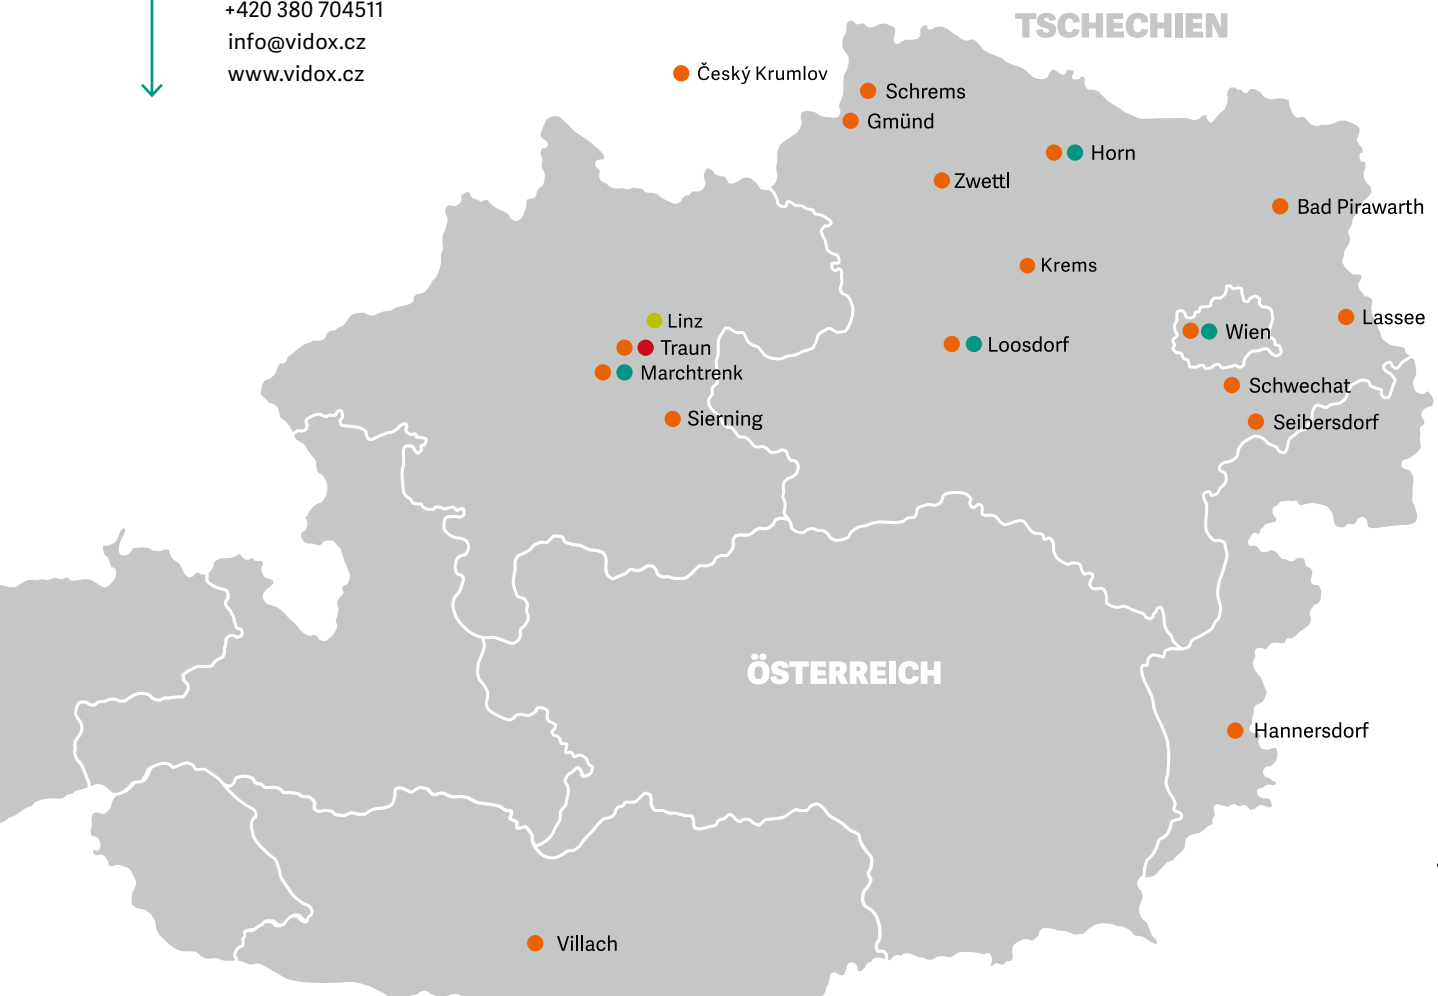 +420 380 704511
info@vidox.cz
www.vidox.cz
TSCHECHIEN
Český Krumlov
Schrems
Gmünd
Horn
Zwettl
Bad Pirawarth
Krems
Linz
Lassee
Wien
Traun
Loosdorf
Marchtrenk
Schwechat
Sierning
Seibersdorf
ÖSTERREICH
Hannersdorf
Villach